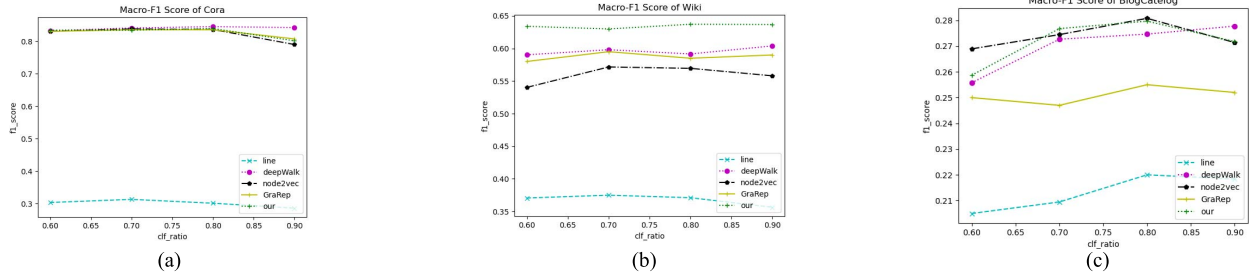 Macro-F1 Score of Cora
0.8
0.7
0.6
0.5
0.4
0.3
f1_score
line
deepWalk
node2vec
GraRep
our
0.60 0.65 0.70 0.75 0.80 0.85 0.90
clf_ratio
(a)
Macro-F1 Score of Wiki
0.65
0.60
0.55
0.50
0.45
0.40
0.35
f1_score
line
deepWalk
node2vec
GraRep
our
0.60 0.65 0.70 0.75 0.80 0.85 0.90
clf_ratio
(b)
Macro-F1 Score of BlogCatelog
0.28
0.27
0.26
0.25
0.24
0.23
0.22
0.21
f1_score
line
deepWalk
node2vec
GraRep
our
0.60 0.65 0.70 0.75 0.80 0.85 0.90
clf_ratio
(c)